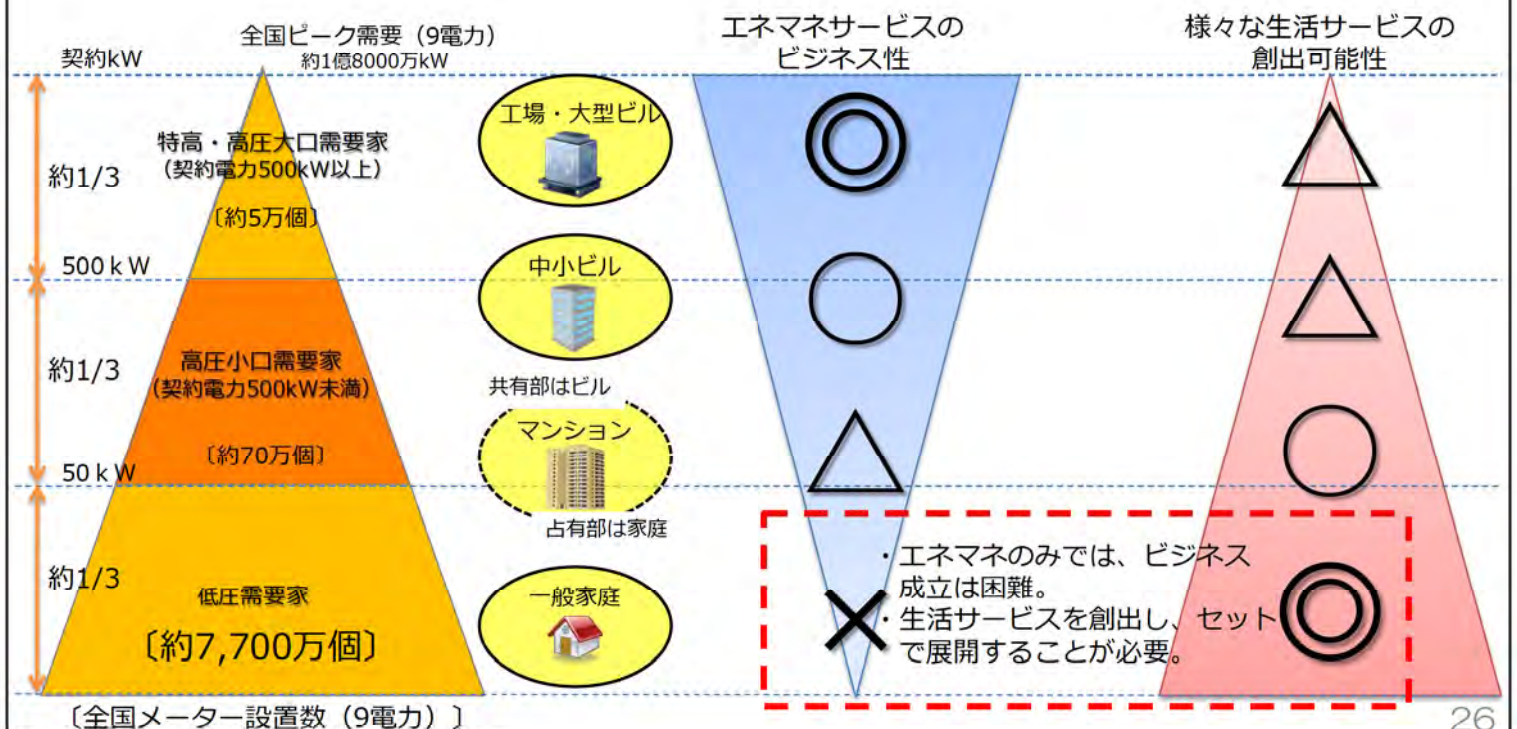 全国ピーク需要（9電力）
約1億8000万kW
エネマネサービスの
ビジネス性
様々な生活サービスの
創出可能性
契約kW
約1/3
特高・高圧大口需要家
（契約電力500kW以上）
〔約5万個〕
工場・大型ビル
◎
△
500ｋW
約1/3
高圧小口需要家
（契約電力500kW未満）
〔約70万個〕
中小ビル
○
△
共有部はビル
マンション
占有部は家庭
△
○
50ｋW
約1/3
低圧需要家
〔約7,700万個〕
一般家庭
×
・エネマネのみでは、ビジネス
成立は困難。
・生活サービスを創出し、セット
で展開することが必要。
◎
〔全国メーター設置数（9電力）〕
26